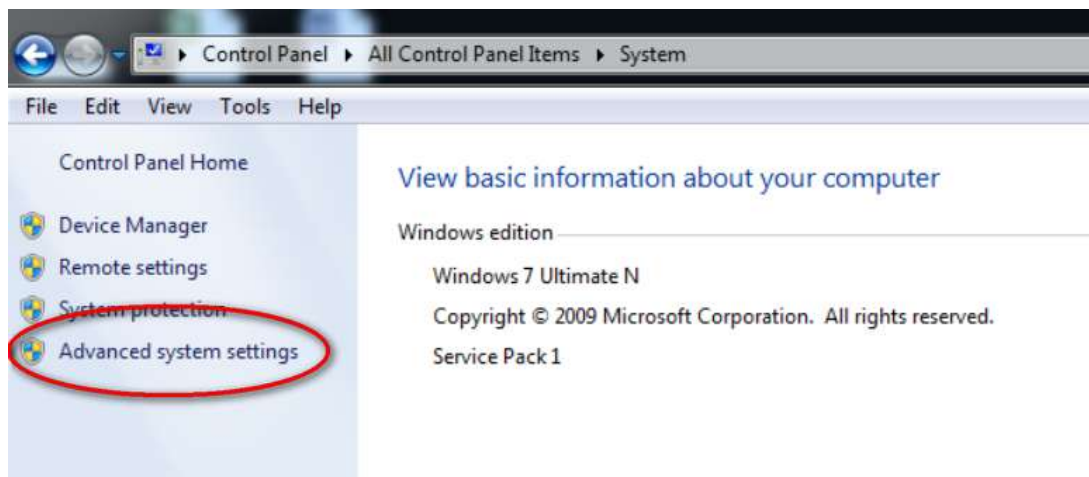 Control Panel ▸ All Control Panel Items ▸ System
File Edit View Tools Help
Control Panel Home
Device Manager
Remote settings
System protection
Advanced system settings
View basic information about your computer
Windows edition
Windows 7 Ultimate N
Copyright © 2009 Microsoft Corporation. All rights reserved.
Service Pack 1